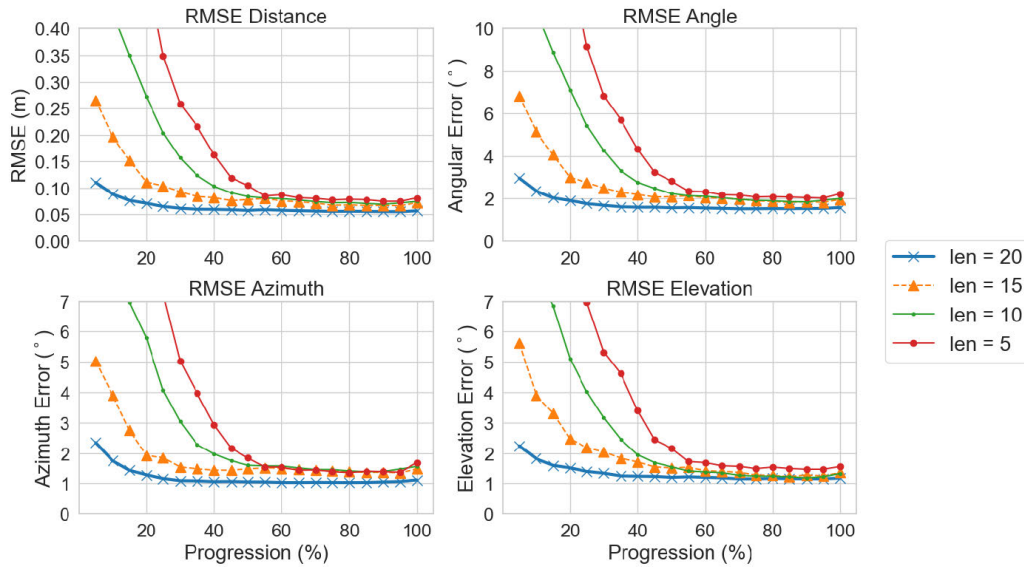 RMSE Distance
RMSE Angle
RMSE (m)
0.40
0.35
0.30
0.25
0.20
0.15
0.10
0.05
0.00
20 40 60 80 100
Angular Error ( ° )
10
8
6
4
2
0
20 40 60 80 100
RMSE Azimuth
RMSE Elevation
Azimuth Error ( ° )
7
6
5
4
3
2
1
0
20 40 60 80 100
Progression (%)
Elevation Error ( ° )
7
6
5
4
3
2
1
0
20 40 60 80 100
Progression (%)
len = 20
len = 15
len = 10
len = 5